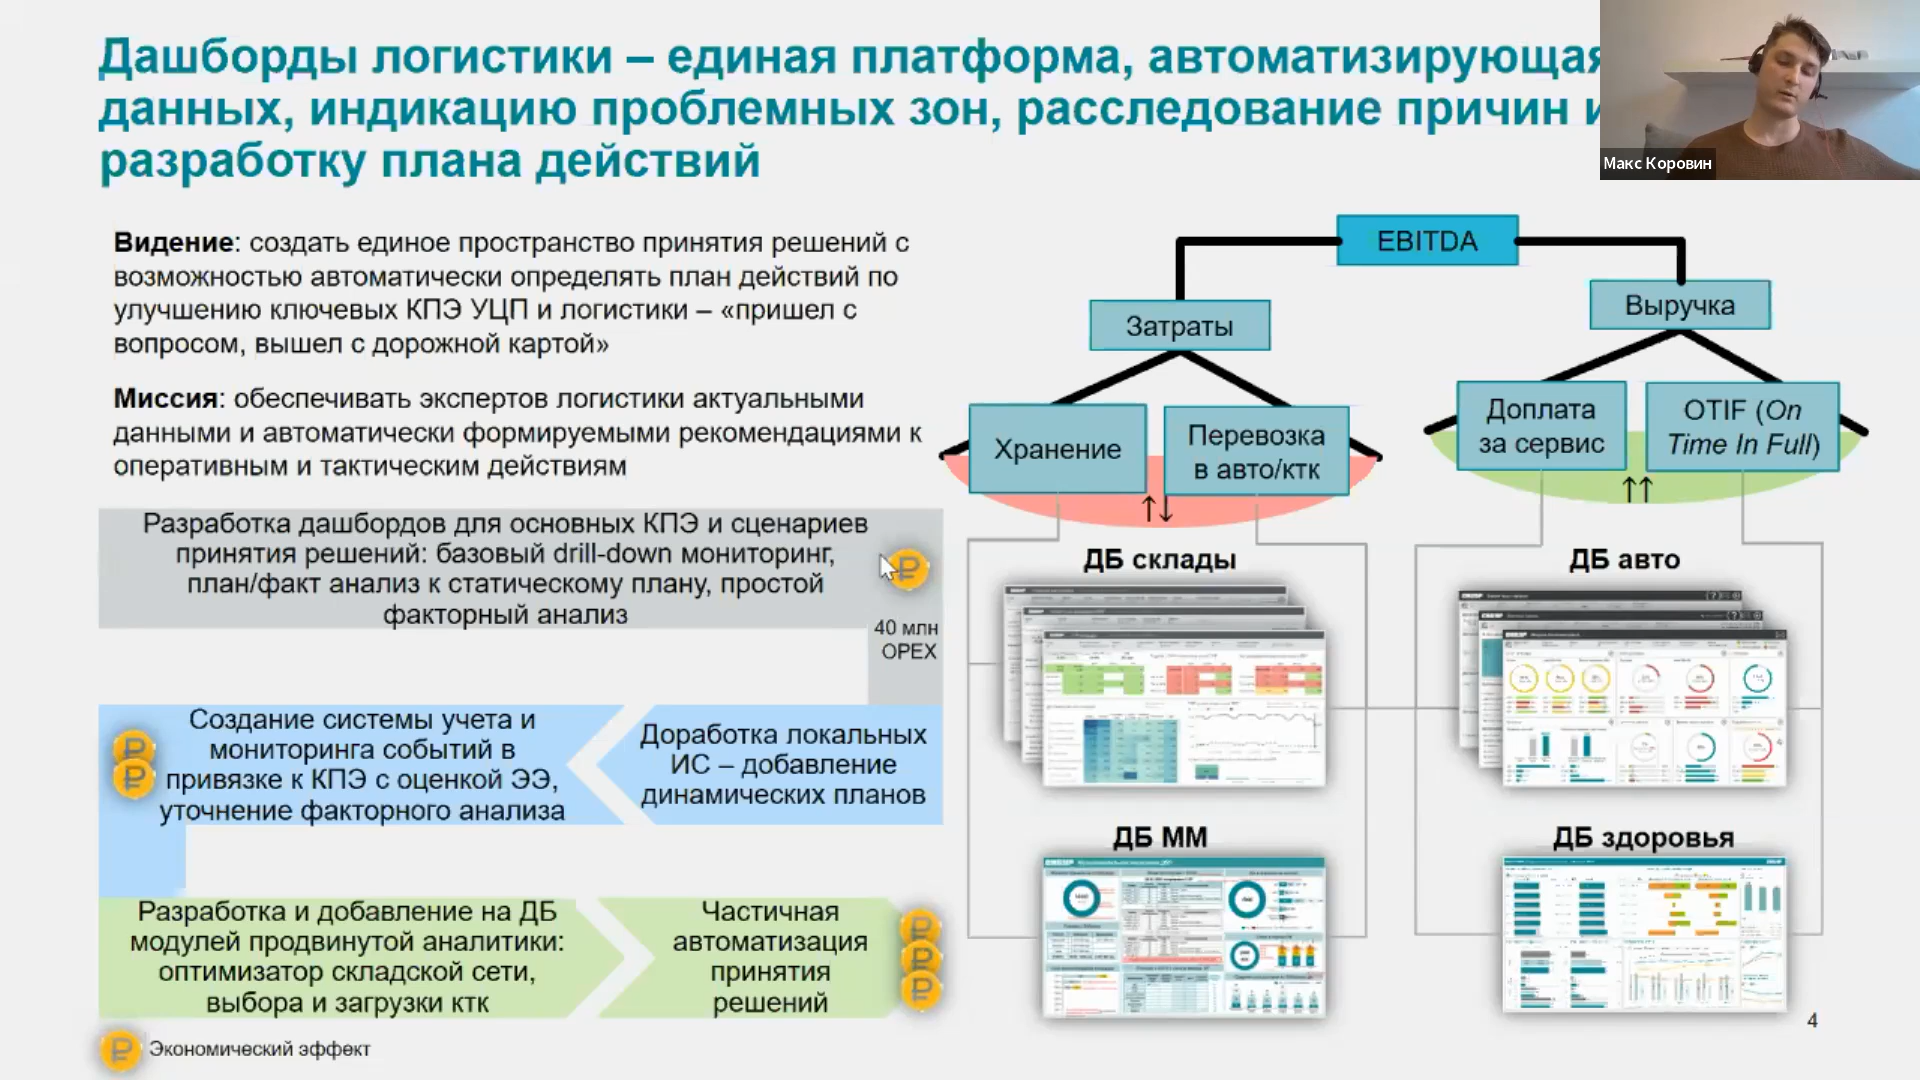 Дашборды логистики – единая платформа, автоматизирующая
данных, индикацию проблемных зон, расследование причин и
разработку плана действий
Макс Коровин
Видение: создать единое пространство принятия решений с
возможностью автоматически определять план действий по
улучшению ключевых КПЭ УЦП и логистики – «пришел с
вопросом, вышел с дорожной картой»
Миссия: обеспечивать экспертов логистики актуальными
данными и автоматически формируемыми рекомендациями к
оперативным и тактическим действиям
Разработка дашбордов для основных КПЭ и сценариев
принятия решений: базовый drill-down мониторинг,
план/факт анализ к статическому плану, простой
факторный анализ
40 млн
OPEX
Создание системы учета и
мониторинга событий в
привязке к КПЭ с оценкой ЭЭ,
уточнение факторного анализа
Доработка локальных
ИС – добавление
динамических планов
Разработка и добавление на ДБ
модулей продвинутой аналитики:
оптимизатор складской сети,
выбора и загрузки ктк
Частичная
автоматизация
принятия
решений
Экономический эффект
EBITDA
Затраты
Выручка
Хранение
Перевозка
в авто/ктк
Доплата
за сервис
OTIF (On
Time In Full)
↑↓
↑↑
ДБ склады
ДБ авто
ДБ ММ
ДБ здоровья
4